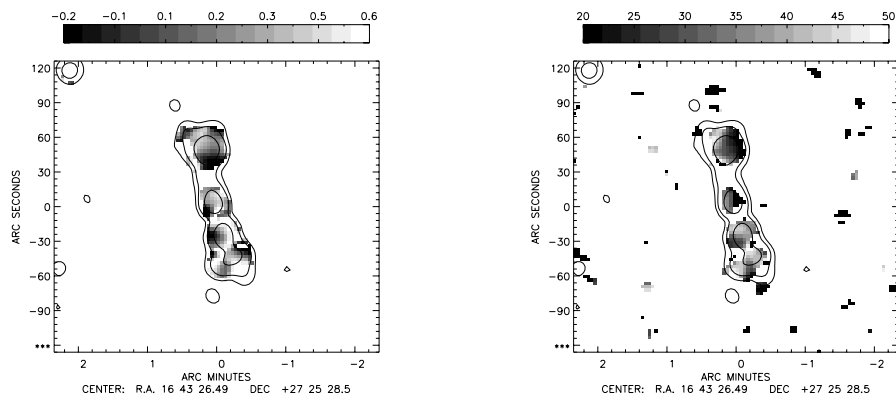 -0.2 -0.1 0.1 0.2 0.3 0.5 0.6
120
90
60
30
0
-30
-60
-90
***
ARC SECONDS
2 1 0 -1 -2
ARC MINUTES
CENTER: R.A. 16 43 26.49 DEC +27 25 28.5
20 25 30 35 40 45 50
120
90
60
30
0
-30
-60
-90
***
ARC SECONDS
2 1 0 -1 -2
ARC MINUTES
CENTER: R.A. 16 43 26.49 DEC +27 25 28.5